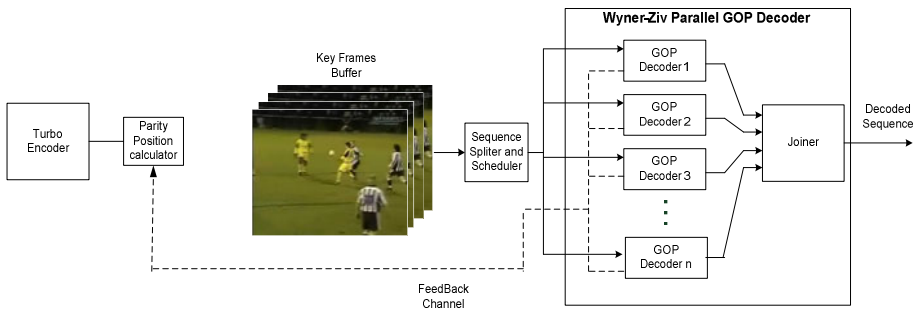 Wyner-Ziv Parallel GOP Decoder
Key Frames
Buffer
Turbo
Encoder
Parity
Position
calculator
Sequence
Spliter and
Scheduler
GOP
Decoder 1
GOP
Decoder 2
GOP
Decoder 3
GOP
Decoder n
Joiner
Decoded
Sequence
FeedBack
Channel